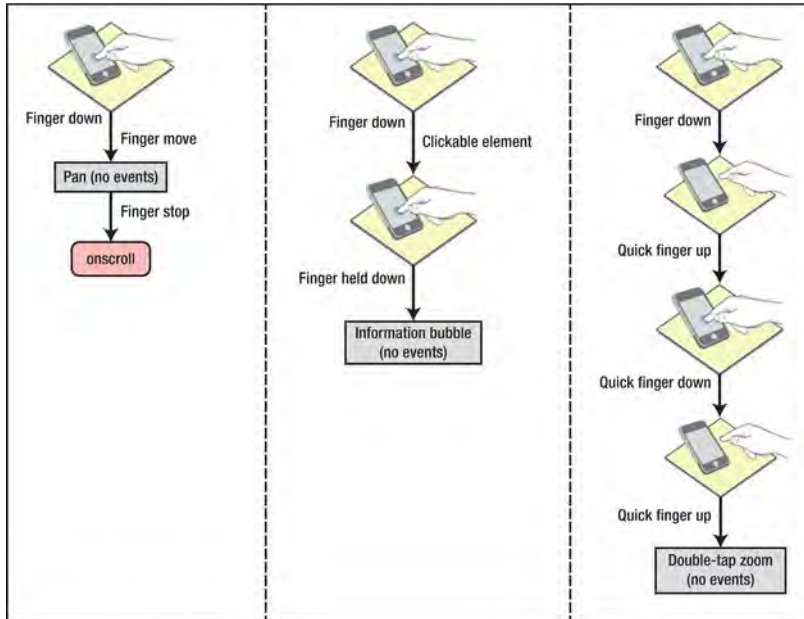 Finger down
Finger move
Pan (no events)
Finger stop
onscroll
Finger down
Clickable element
Finger held down
Information bubble
(no events)
Finger down
Quick finger up
Quick finger down
Quick finger up
Double-tap zoom
(no events)